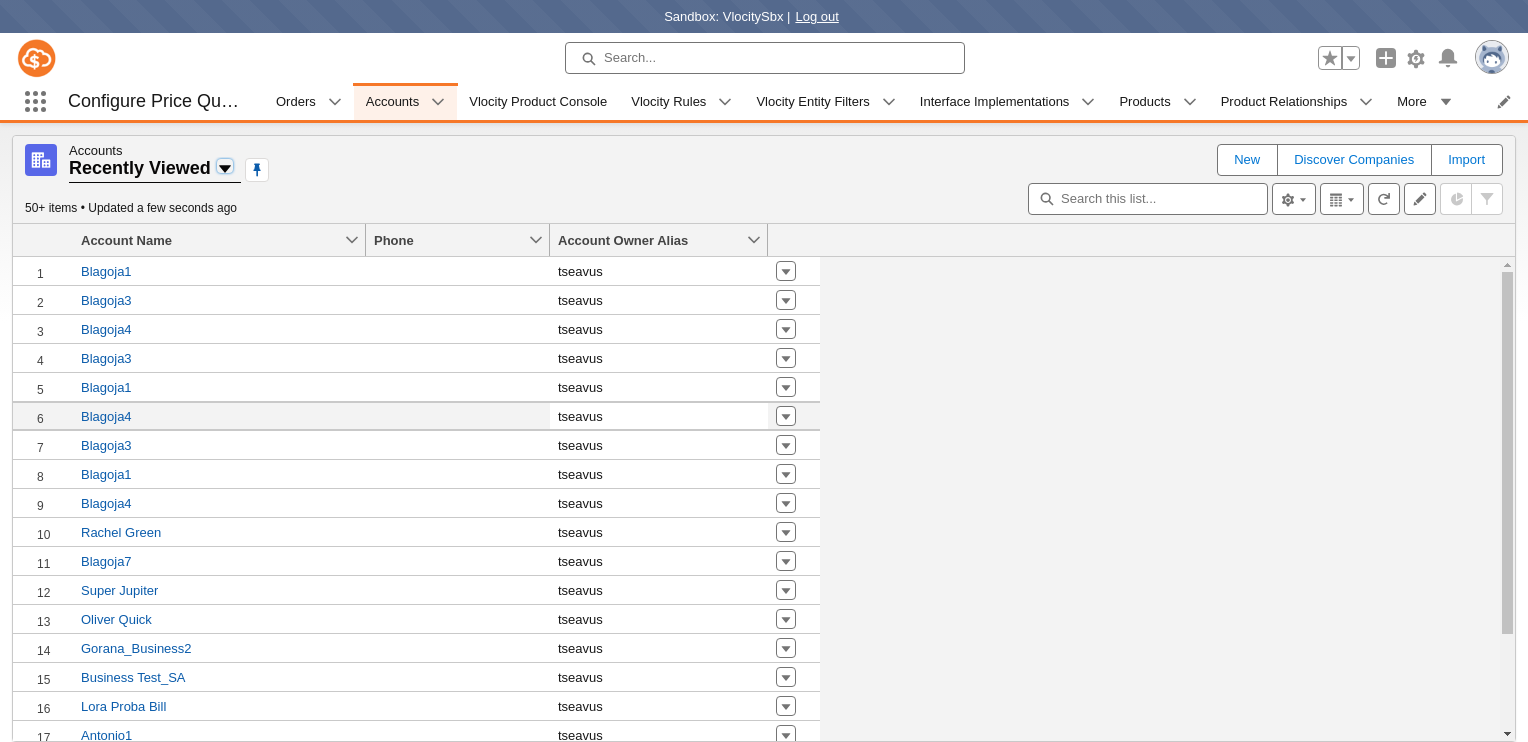 Sandbox: VlocitySbx | Log out
Search...
Configure Price Qu…
Orders
Accounts
Vlocity Product Console
Vlocity Rules
Vlocity Entity Filters
Interface Implementations
Products
Product Relationships
More
Accounts
Recently Viewed
New
Discover Companies
Import
50+ items • Updated a few seconds ago
Search this list...
Account Name Phone Account Owner Alias
1 Blagoja1 tseavus
2 Blagoja3 tseavus
3 Blagoja4 tseavus
4 Blagoja3 tseavus
5 Blagoja1 tseavus
6 Blagoja4 tseavus
7 Blagoja3 tseavus
8 Blagoja1 tseavus
9 Blagoja4 tseavus
10 Rachel Green tseavus
11 Blagoja7 tseavus
12 Super Jupiter tseavus
13 Oliver Quick tseavus
14 Gorana_Business2 tseavus
15 Business Test_SA tseavus
16 Lora Proba Bill tseavus
17 Antonio1 tseavus